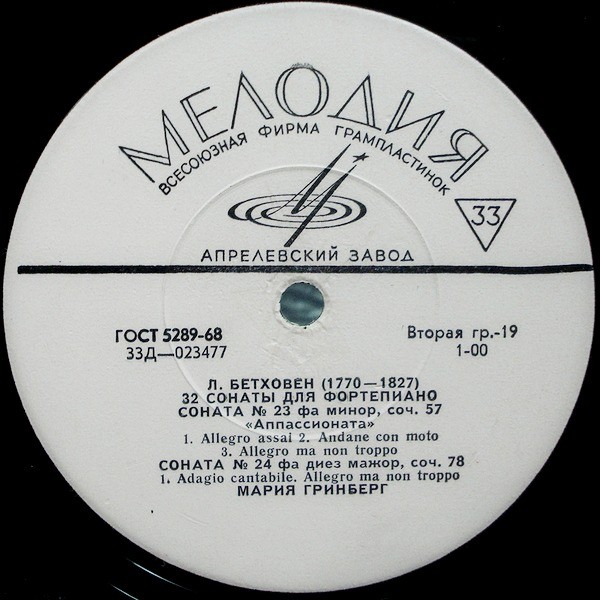 МЕЛОДИЯ
ВСЕСОЮЗНАЯ ФИРМА ГРАМПЛАСТИНОК
33
АПРЕЛЕВСКИЙ ЗАВОД
ГОСТ 5289-68
Вторая гр.-19
33Д—023477
1-00
Л. БЕТХОВЕН (1770—1827)
32 СОНАТЫ ДЛЯ ФОРТЕПИАНО
СОНАТА № 23 фа минор, соч. 57
«Аппассионата»
1. Allegro assai 2. Andane con moto
3. Allegro ma non troppo
СОНАТА № 24 фа диез мажор, соч. 78
1. Adagio cantabile. Allegro ma non troppo
МАРИЯ ГРИНБЕРГ